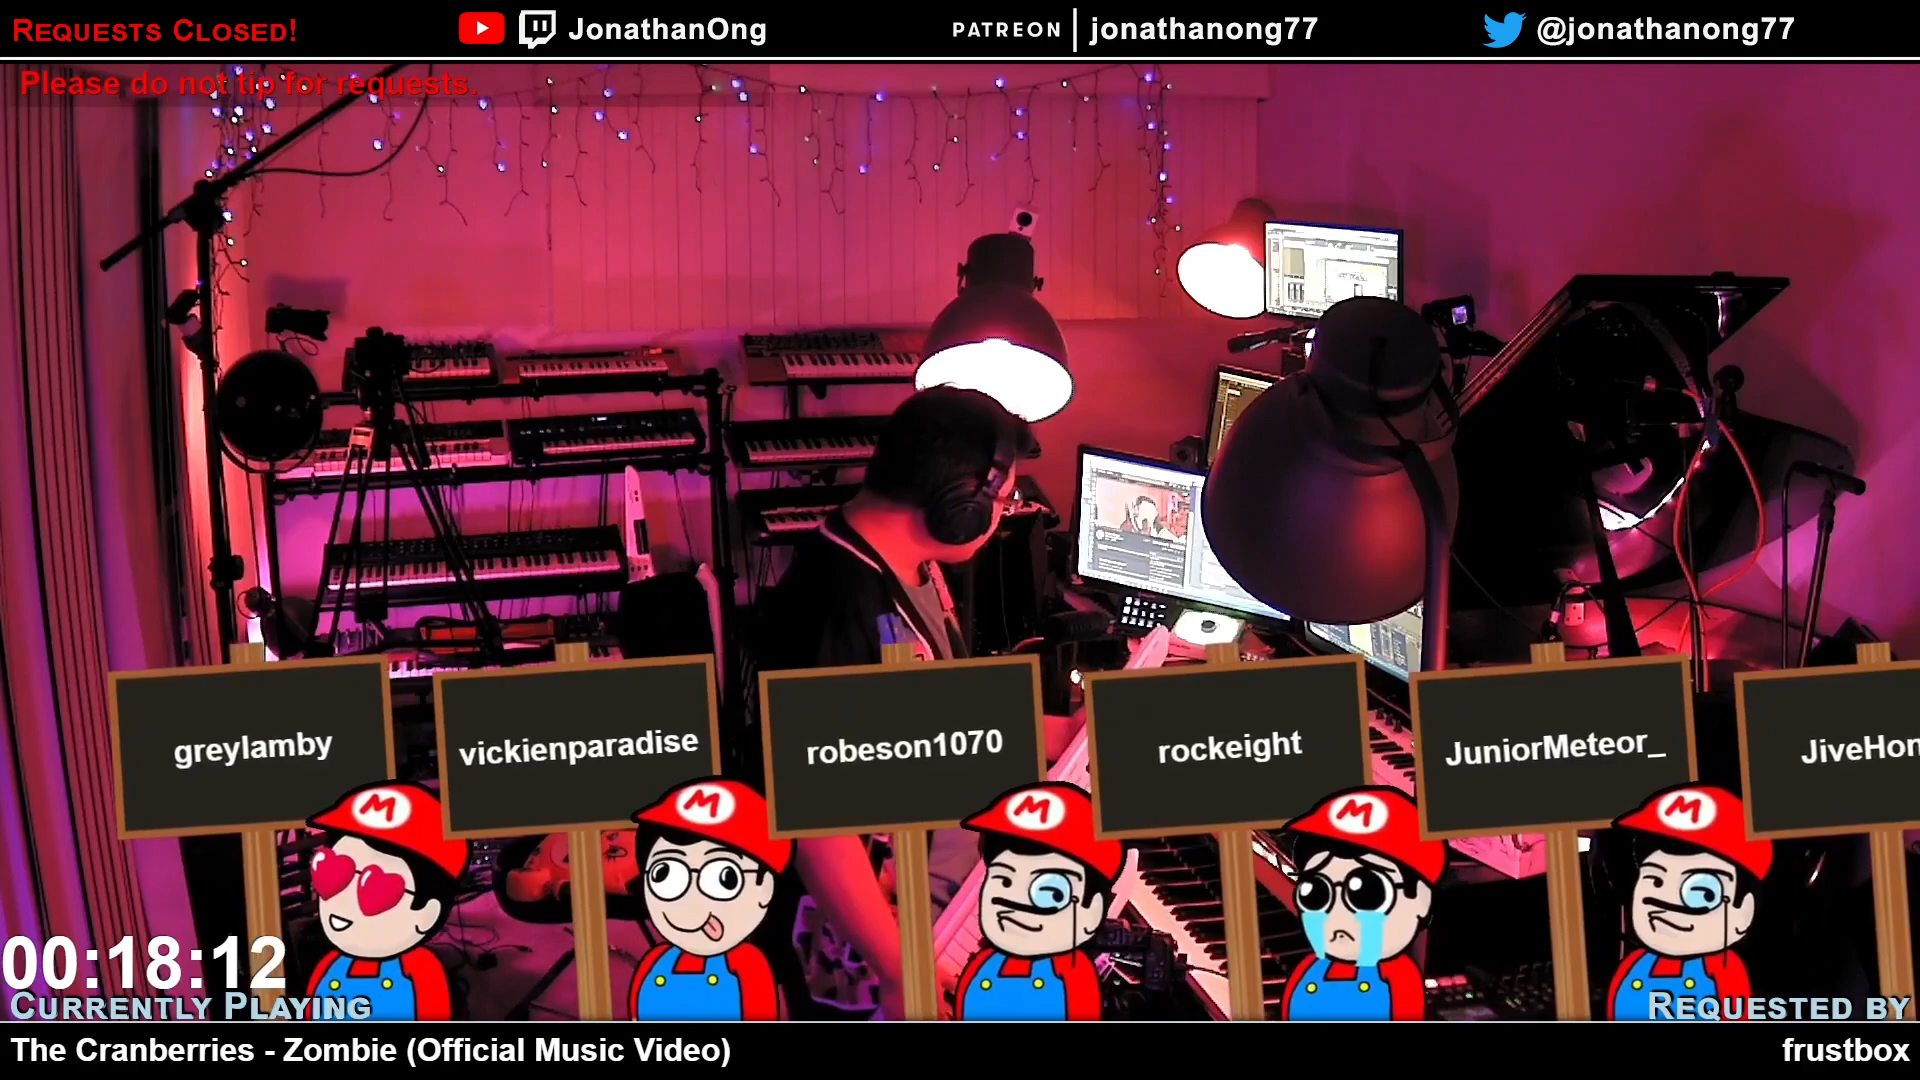 REQUESTS CLOSED!
JonathanOng
PATREON
jonathanong77
@jonathanong77
Please do not tip for requests.
greylamby
vickienparadise
robeson1070
rockeight
JuniorMeteor_
JiveHon
M
M
M
M
M
00:18:12
CURRENTLY PLAYING
REQUESTED BY
The Cranberries - Zombie (Official Music Video)
frustbox